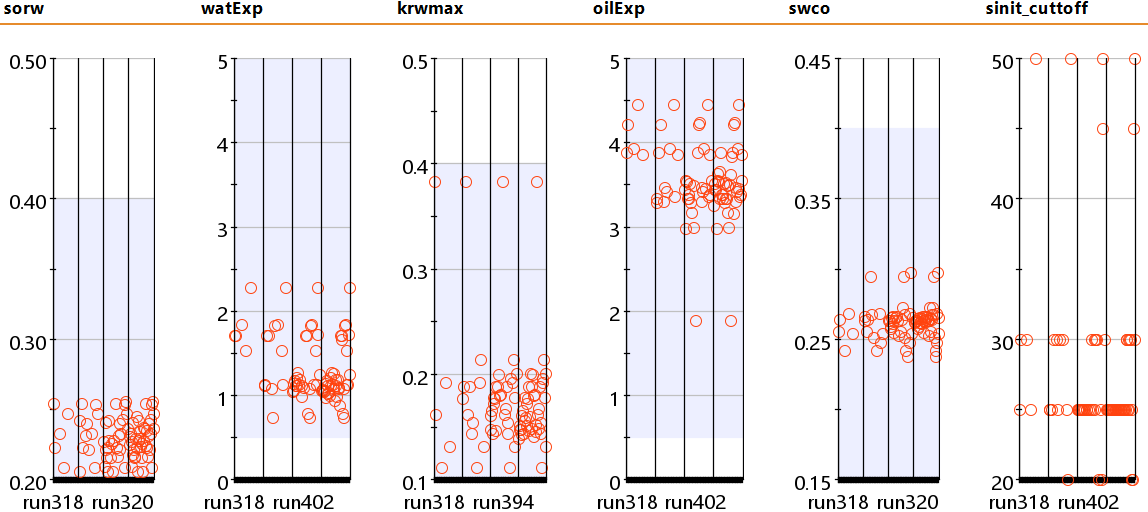 sorw watExp krwmax oilExp swco sinit_cuttoff
0.50 5 0.5 5 0.45 50
4 0.4 4
0.40 0.35 40
3 0.3 3
0.30 2 2 0.25 30
0.2
1 1
0.20 0 0.1 0 0.15 20
run318 run320 run318 run402 run318 run394 run318 run402 run318 run320 run318 run402